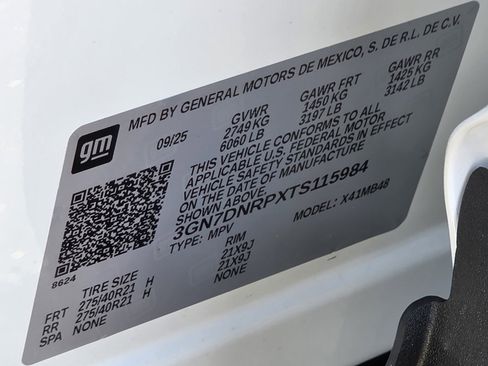 gm
MFD BY GENERAL MOTORS DE MEXICO, S. DE R.L. DE C.V.
09/25 GVWR GAWR FRT GAWR RR
2749 KG 1450 KG 1425 KG
6060 LB 3197 LB 3142 LB
THIS VEHICLE CONFORMS TO ALL
APPLICABLE U.S. FEDERAL MOTOR
VEHICLE SAFETY STANDARDS IN EFFECT
ON THE DATE OF MANUFACTURE
3GN7DNRPXTS115984
TYPE: MPV MODEL: X41MB48
8624
TIRE SIZE RIM
FRT 275/40R21 H 21X9J
RR 275/40R21 H 21X9J
SPA NONE NONE